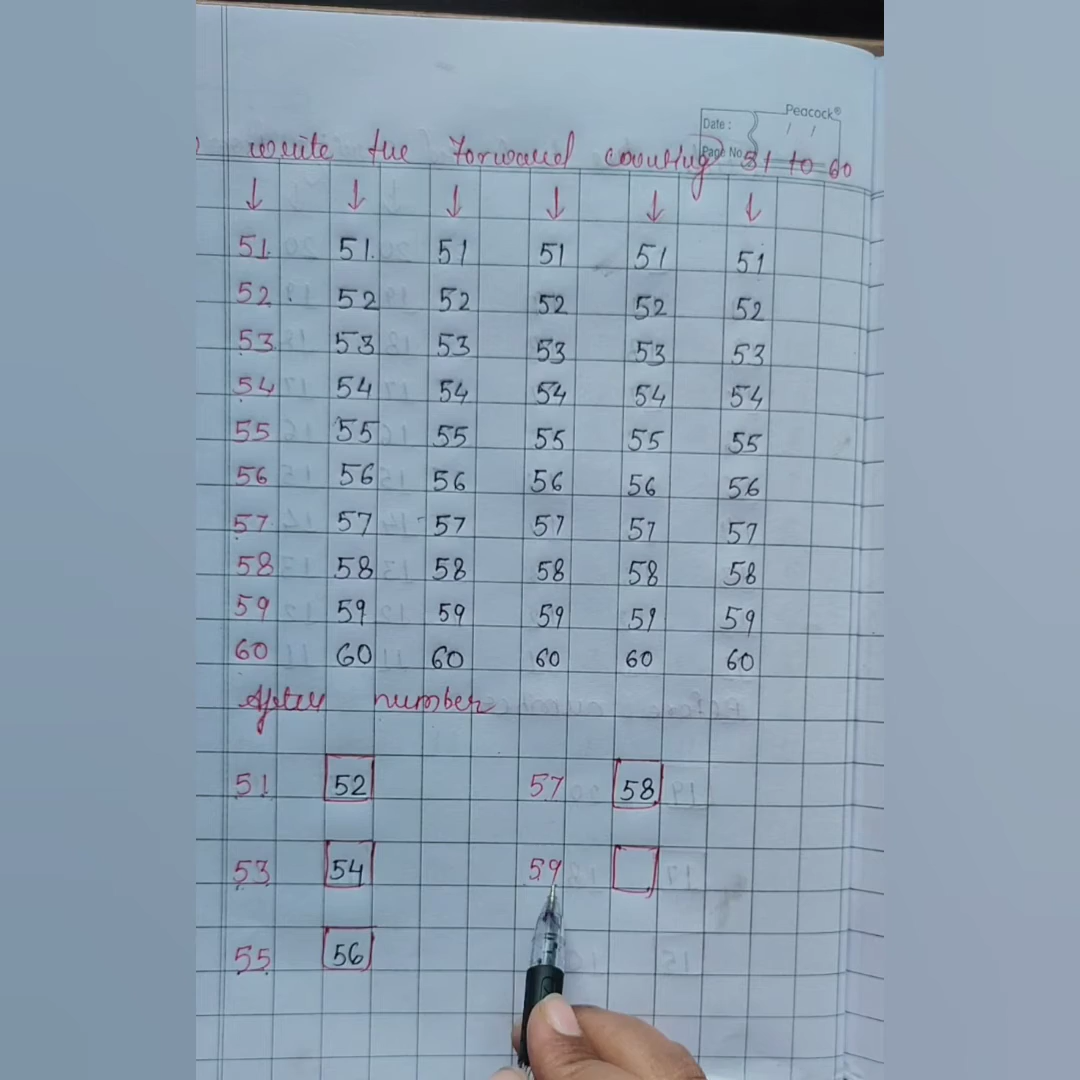 Peacock®
Date : / /
Page No
write the Forward counting 51 to 60
↓ ↓ ↓ ↓ ↓ ↓
51 51 51 51 51 51
52 52 52 52 52 52
53 53 53 53 53 53
54 54 54 54 54 54
55 55 55 55 55 55
56 56 56 56 56 56
57 57 57 57 57 57
58 58 58 58 58 58
59 59 59 59 59 59
60 60 60 60 60 60
After number
51 52 57 58
53 54 59
55 56